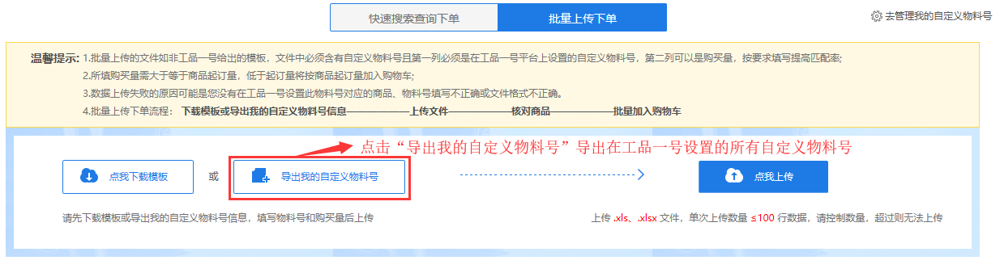 快速搜索查询下单
批量上传下单
去管理我的自定义物料号
温馨提示: 1.批量上传的文件如非工品一号给出的模板，文件中必须含有自定义物料号且第一列必须是在工品一号平台上设置的自定义物料号，第二列可以是购买量，按要求填写提高匹配率;
2.所填购买量需大于等于商品起订量，低于起订量将按商品起订量加入购物车;
3.数据上传失败的原因可能是您没有在工品一号设置此物料号对应的商品、物料号填写不正确或文件格式不正确。
4.批量上传下单流程： 下载模板或导出我的自定义物料号信息——————上传文件——————核对商品——————批量加入购物车
点击“导出我的自定义物料号”导出在工品一号设置的所有自定义物料号
点我下载模板
或
导出我的自定义物料号
点我上传
请先下载模板或导出我的自定义物料号信息，填写物料号和购买量后上传
上传 .xls、.xlsx 文件，单次上传数量 ≤100 行数据，请控制数量，超过则无法上传